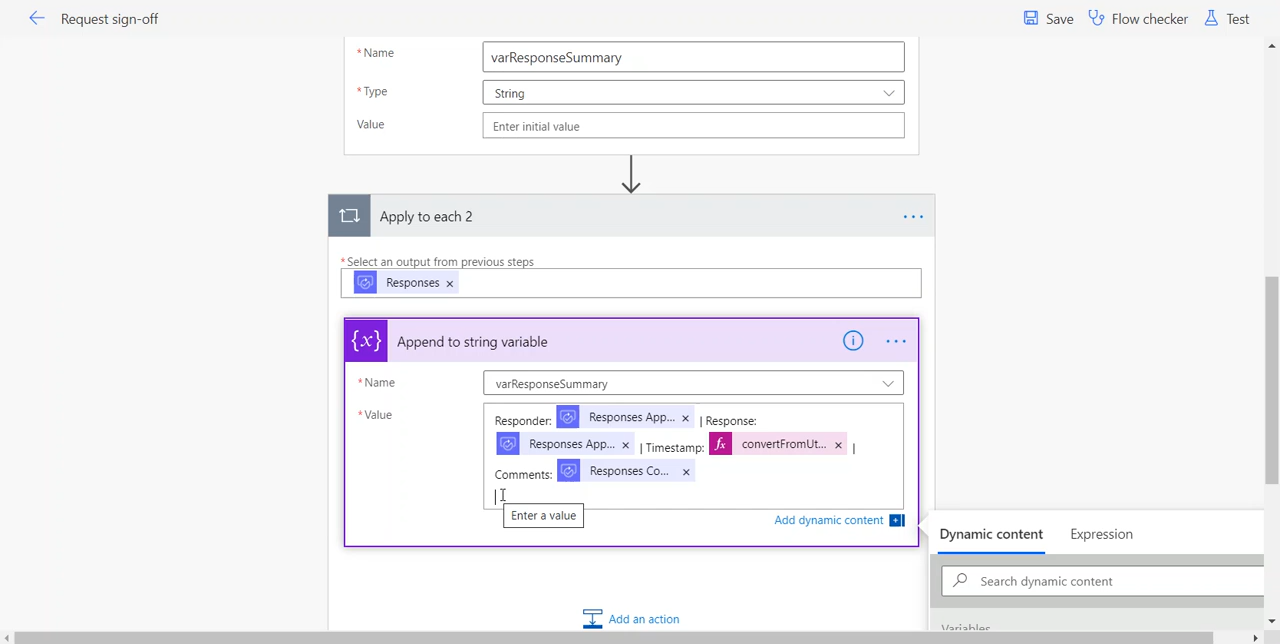 Request sign-off
Save
Flow checker
Test
* Name
varResponseSummary
* Type
String
Value
Enter initial value
Apply to each 2
* Select an output from previous steps
Responses ×
{x} Append to string variable
* Name
varResponseSummary
* Value
Responder: Responses App... × | Response:
Responses App... × | Timestamp: fx convertFromUt... × |
Comments: Responses Co... ×
Enter a value
Add dynamic content
Dynamic content
Expression
Search dynamic content
Variables
Add an action